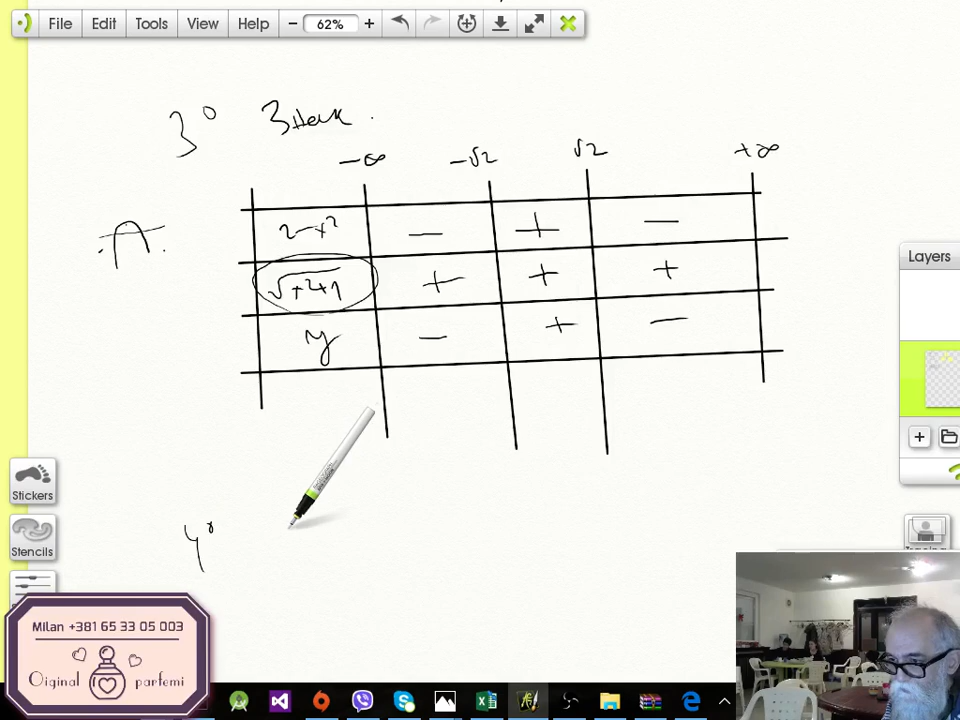 File Edit Tools View Help − 62% +
3° Знак.
-∞ -√2 √2 +∞
2-x² — + —
√x²+1 + + +
y — + —
4°
Layers
Stickers
Stencils
Milan +381 65 33 05 003
Original parfemi